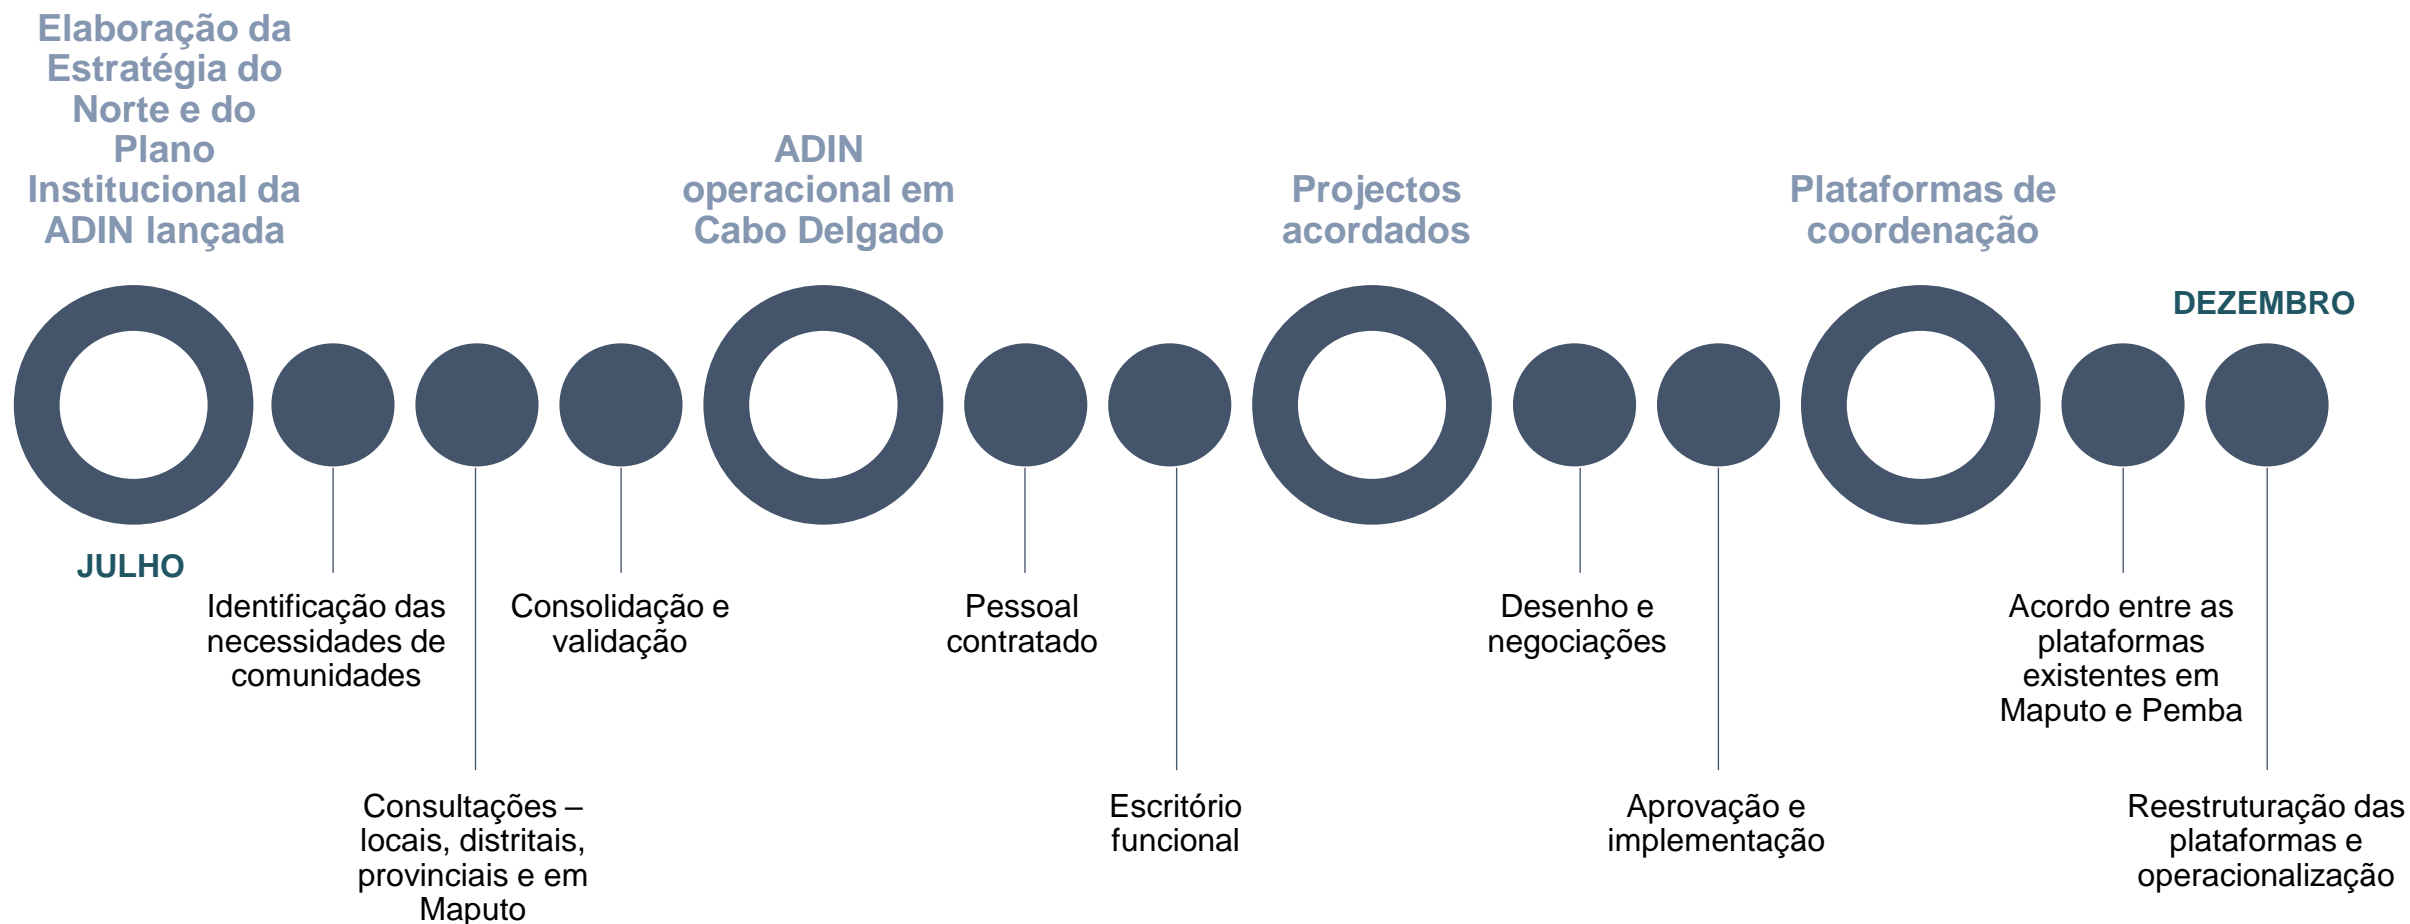 Elaboração da
Estratégia do
Norte e do
Plano
Institucional da
ADIN lançada
ADIN
operacional em
Cabo Delgado
Projectos
acordados
Plataformas de
coordenação
DEZEMBRO
JULHO
Identificação das
necessidades de
comunidades
Consultações –
locais, distritais,
provinciais e em
Maputo
Consolidação e
validação
Pessoal
contratado
Escritório
funcional
Desenho e
negociações
Aprovação e
implementação
Acordo entre as
plataformas
existentes em
Maputo e Pemba
Reestruturação das
plataformas e
operacionalização